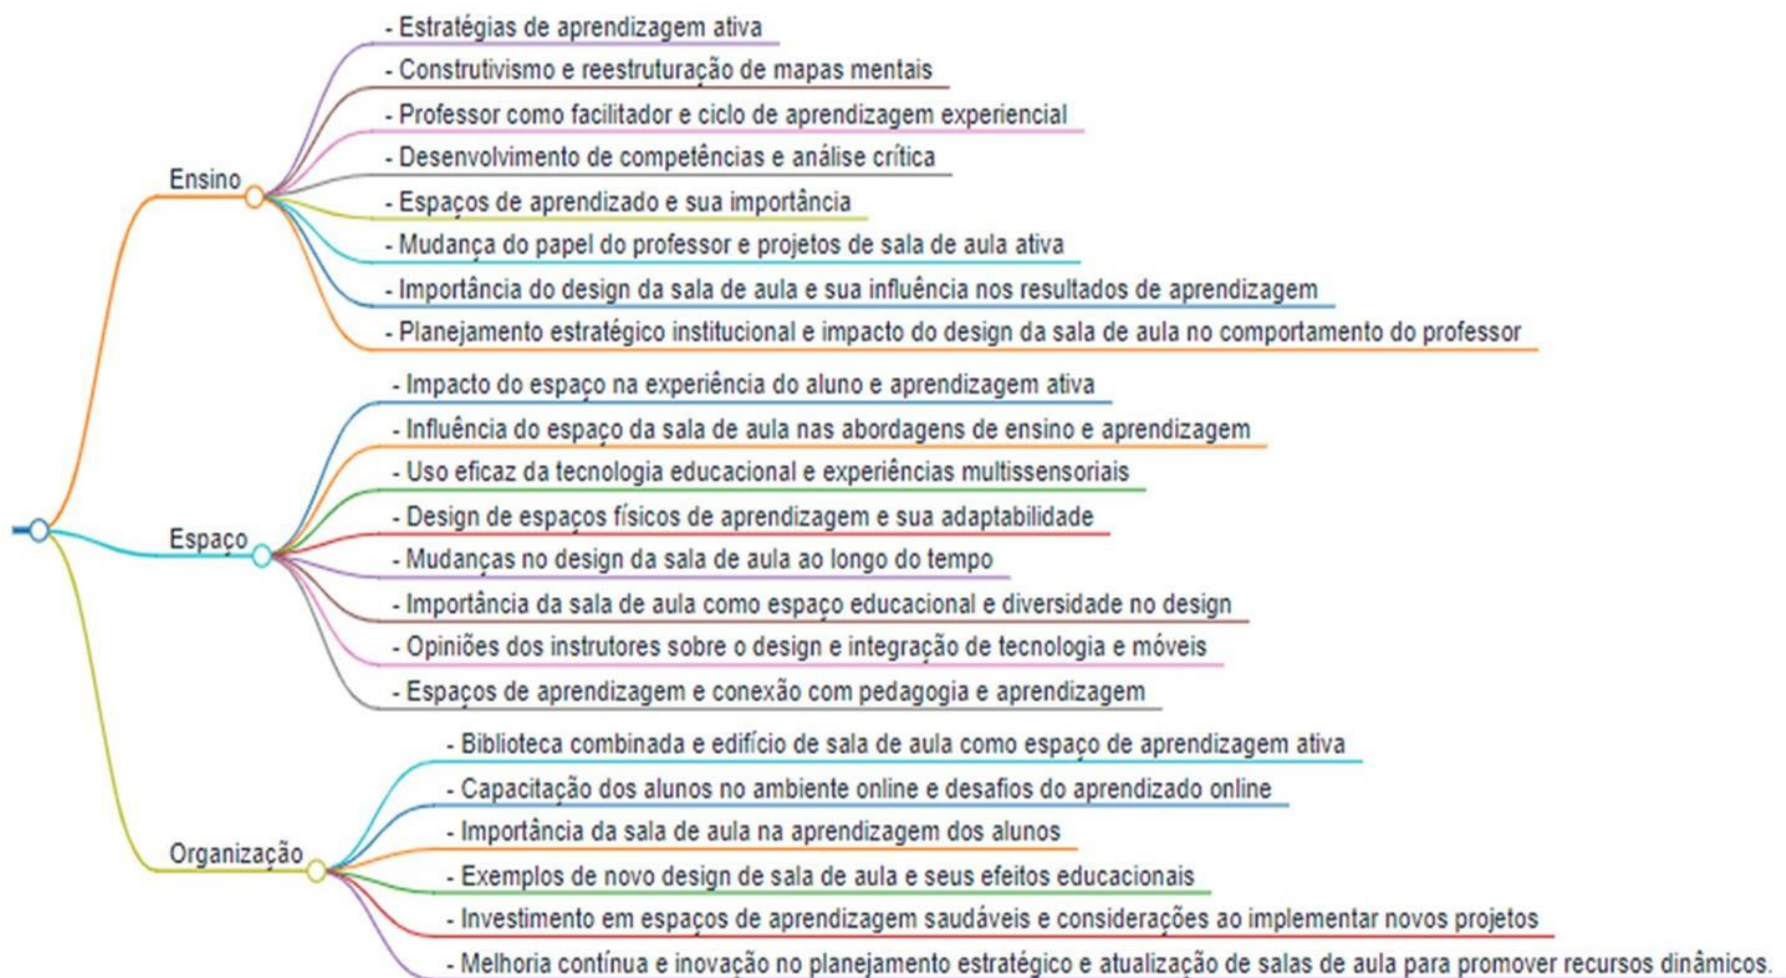 Ensino
- Estratégias de aprendizagem ativa
- Construtivismo e reestruturação de mapas mentais
- Professor como facilitador e ciclo de aprendizagem experiencial
- Desenvolvimento de competências e análise crítica
- Espaços de aprendizado e sua importância
- Mudança do papel do professor e projetos de sala de aula ativa
- Importância do design da sala de aula e sua influência nos resultados de aprendizagem
- Planejamento estratégico institucional e impacto do design da sala de aula no comportamento do professor
Espaço
- Impacto do espaço na experiência do aluno e aprendizagem ativa
- Influência do espaço da sala de aula nas abordagens de ensino e aprendizagem
- Uso eficaz da tecnologia educacional e experiências multissensoriais
- Design de espaços físicos de aprendizagem e sua adaptabilidade
- Mudanças no design da sala de aula ao longo do tempo
- Importância da sala de aula como espaço educacional e diversidade no design
- Opiniões dos instrutores sobre o design e integração de tecnologia e móveis
- Espaços de aprendizagem e conexão com pedagogia e aprendizagem
Organização
- Biblioteca combinada e edifício de sala de aula como espaço de aprendizagem ativa
- Capacitação dos alunos no ambiente online e desafios do aprendizado online
- Importância da sala de aula na aprendizagem dos alunos
- Exemplos de novo design de sala de aula e seus efeitos educacionais
- Investimento em espaços de aprendizagem saudáveis e considerações ao implementar novos projetos
- Melhoria contínua e inovação no planejamento estratégico e atualização de salas de aula para promover recursos dinâmicos.